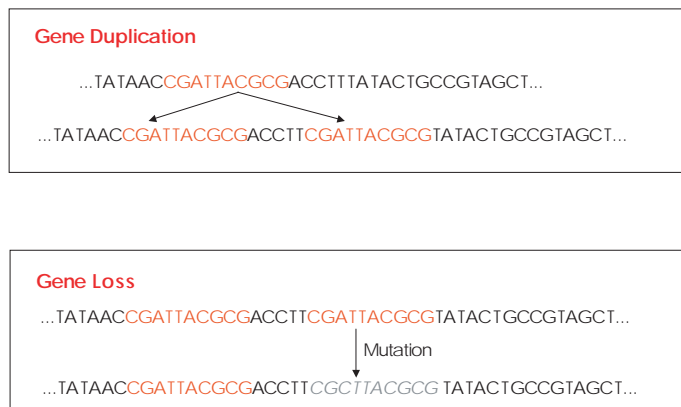 Gene Duplication
...TATAACCGATTACGCGACCTTTATACTGCCGTAGCT...
...TATAACCGATTACGCGACCTTCGATTACGCGTATACTGCCGTAGCT...
Gene Loss
...TATAACCGATTACGCGACCTTCGATTACGCGTATACTGCCGTAGCT...
Mutation
...TATAACCGATTACGCGACCTTCGCTTACGCG TATACTGCCGTAGCT...